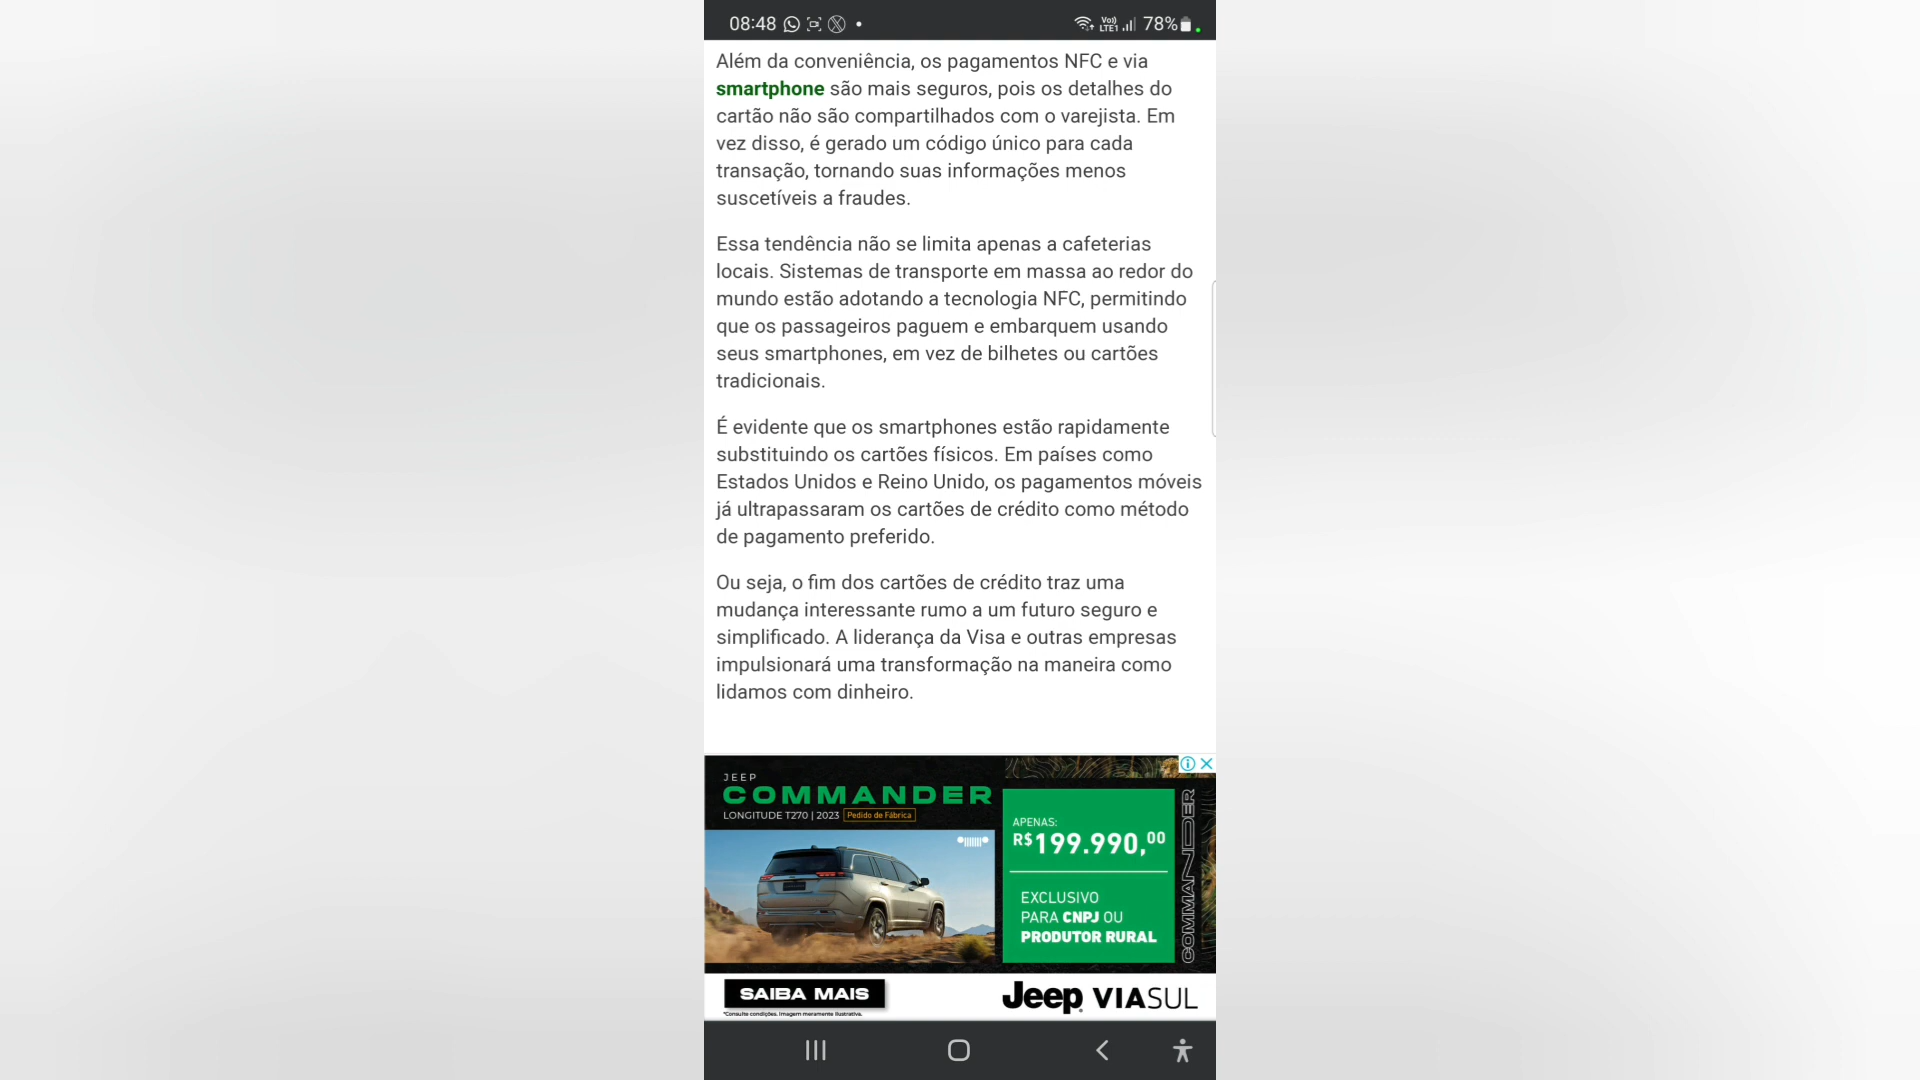 08:48
Vo))
LTE1
78%
Além da conveniência, os pagamentos NFC e via
smartphone são mais seguros, pois os detalhes do
cartão não são compartilhados com o varejista. Em
vez disso, é gerado um código único para cada
transação, tornando suas informações menos
suscetíveis a fraudes.
Essa tendência não se limita apenas a cafeterias
locais. Sistemas de transporte em massa ao redor do
mundo estão adotando a tecnologia NFC, permitindo
que os passageiros paguem e embarquem usando
seus smartphones, em vez de bilhetes ou cartões
tradicionais.
É evidente que os smartphones estão rapidamente
substituindo os cartões físicos. Em países como
Estados Unidos e Reino Unido, os pagamentos móveis
já ultrapassaram os cartões de crédito como método
de pagamento preferido.
Ou seja, o fim dos cartões de crédito traz uma
mudança interessante rumo a um futuro seguro e
simplificado. A liderança da Visa e outras empresas
impulsionará uma transformação na maneira como
lidamos com dinheiro.
JEEP
COMMANDER
LONGITUDE T270 | 2023 Pedido de Fábrica
APENAS:
R$199.990,00
EXCLUSIVO
PARA CNPJ OU
PRODUTOR RURAL
COMMANDER
SAIBA MAIS
*Consulte condições. Imagem meramente ilustrativa.
Jeep VIASUL